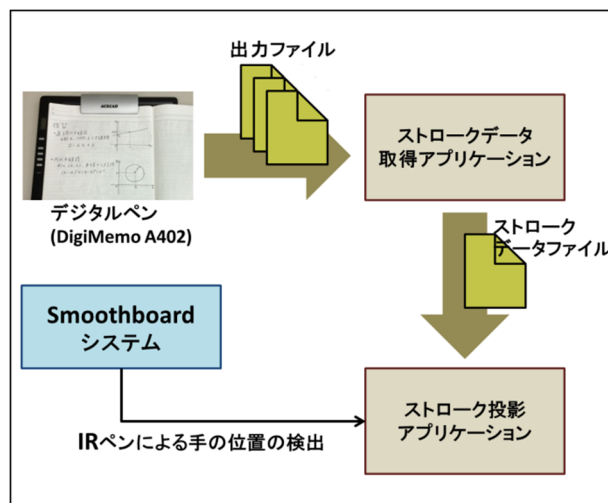 出力ファイル
ACECAD
ストロークデータ
取得アプリケーション
デジタルペン
(DigiMemo A402)
ストローク
データファイル
Smoothboard
システム
ストローク投影
アプリケーション
IRペンによる手の位置の検出